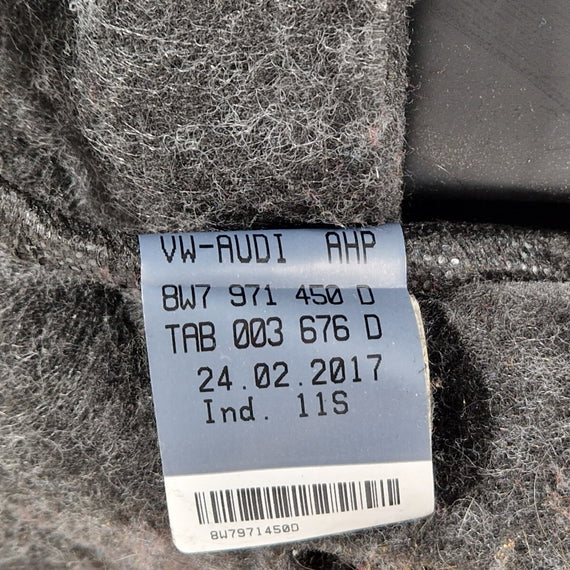 VW-AUDI AHP
8W7 971 450 D
TAB 003 676 D
24.02.2017
Ind. 11S
8W7971450D